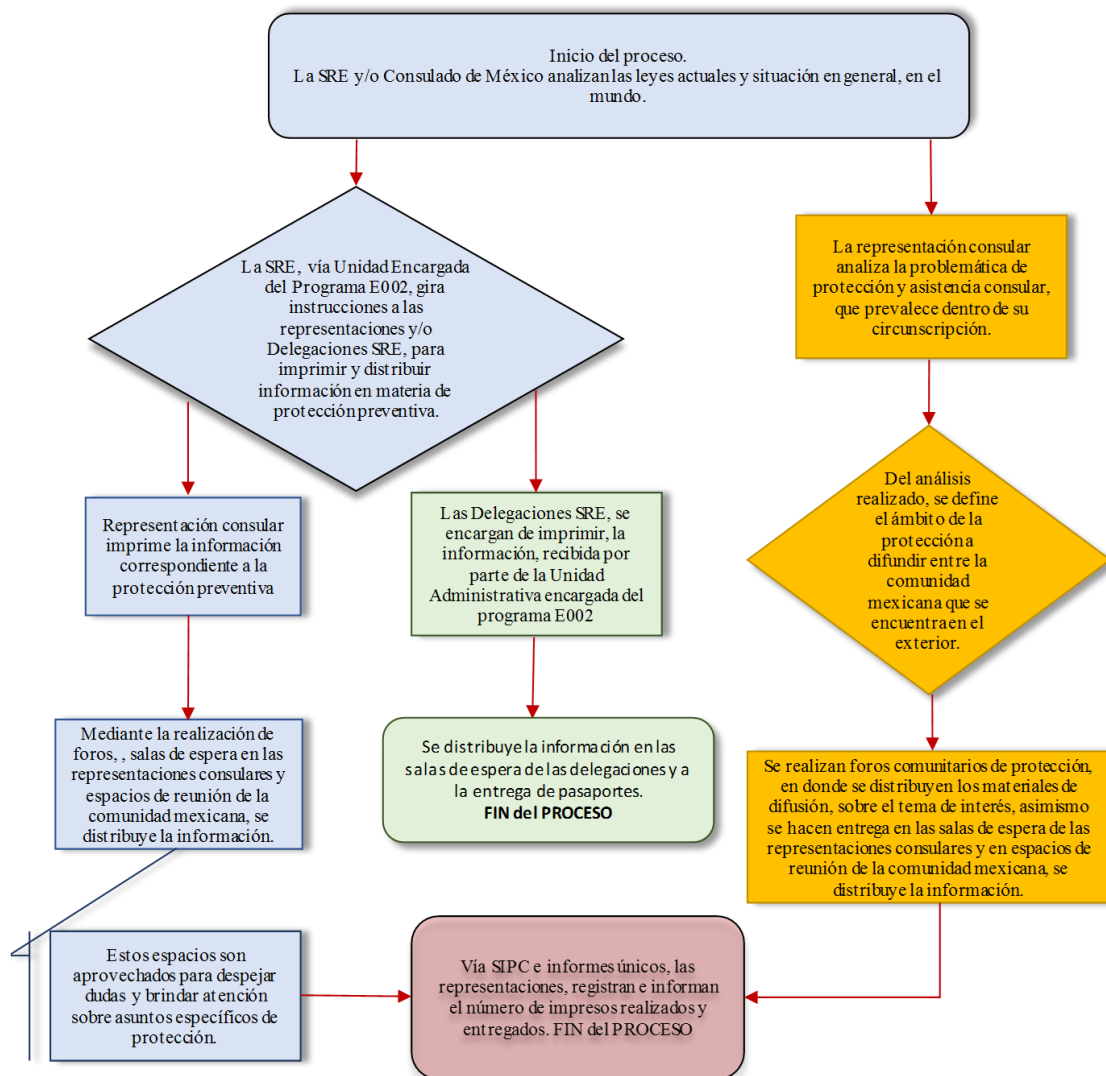 Inicio del proceso.
La SRE y/o Consulado de México analizan las leyes actuales y situación en general, en el
mundo.
La SRE, vía Unidad Encargada
del Programa E002, gira
instrucciones a las
representaciones y/o
Delegaciones SRE, para
imprimir y distribuir
información en materia de
protección preventiva.
La representación consular
analiza la problemática de
protección y asistencia consular,
que prevalece dentro de su
circunscripción.
Representación consular
imprime la información
correspondiente a la
protección preventiva
Las Delegaciones SRE, se
encargan de imprimir, la
información, recibida por
parte de la Unidad
Administrativa encargada del
programa E002
Del análisis
realizado, se define
el ámbito de la
protección a
difundir entre la
comunidad
mexicana que se
encuentra en el
exterior.
Mediante la realización de
foros, , salas de espera en las
representaciones consulares y
espacios de reunión de la
comunidad mexicana, se
distribuye la información.
Se distribuye la información en las
salas de espera de las delegaciones y a
la entrega de pasaportes.
FIN del PROCESO
Se realizan foros comunitarios de protección,
en donde se distribuyen los materiales de
difusión, sobre el tema de interés, asimismo
se hacen entrega en las salas de espera de las
representaciones consulares y en espacios de
reunión de la comunidad mexicana, se
distribuye la información.
Estos espacios son
aprovechados para despejar
dudas y brindar atención
sobre asuntos específicos de
protección.
Vía SIPC e informes únicos, las
representaciones, registran e informan
el número de impresos realizados y
entregados. FIN del PROCESO